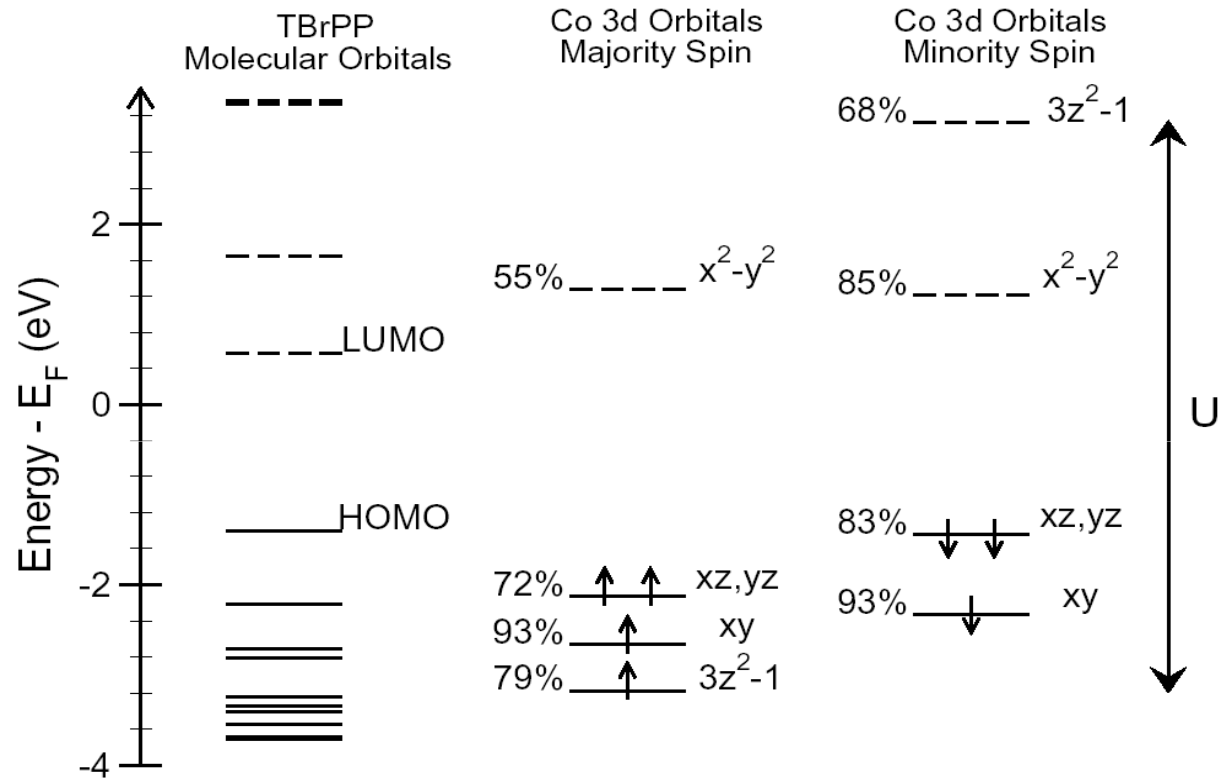 TBrPP
Molecular Orbitals
Co 3d Orbitals
Majority Spin
Co 3d Orbitals
Minority Spin
Energy - E_F (eV)
2
0
-2
-4
LUMO
HOMO
55% x²-y²
72% xz,yz
93% xy
79% 3z²-1
68% 3z²-1
85% x²-y²
83% xz,yz
93% xy
U